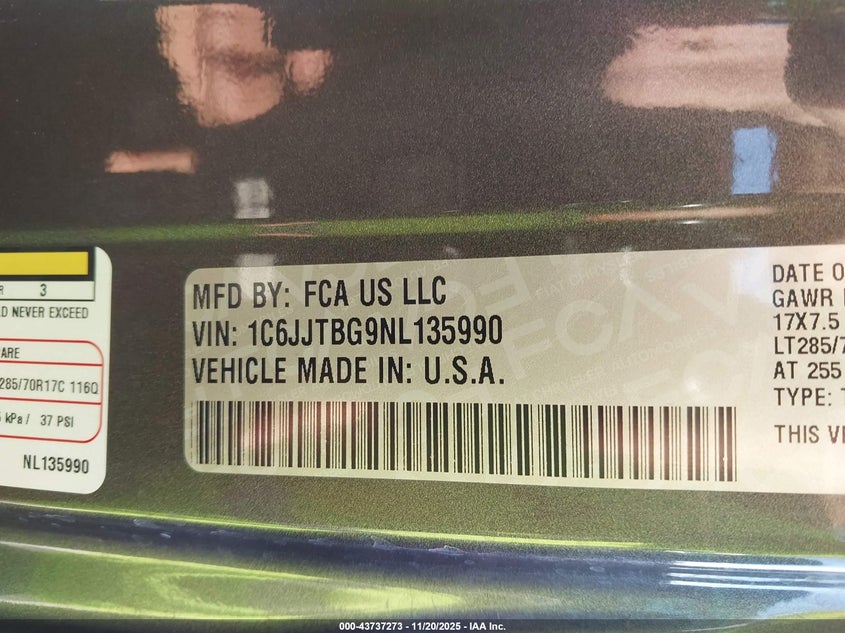 R 3
D NEVER EXCEED
ARE
285/70R17C 116Q
kPa / 37 PSI
NL135990
MFD BY: FCA US LLC
VIN: 1C6JJTBG9NL135990
VEHICLE MADE IN: U.S.A.
DATE O
GAWR
17X7.5
LT285/7
AT 255
TYPE: T
THIS VE
FCA
000-43737273 - 11/20/2025 - IAA Inc.